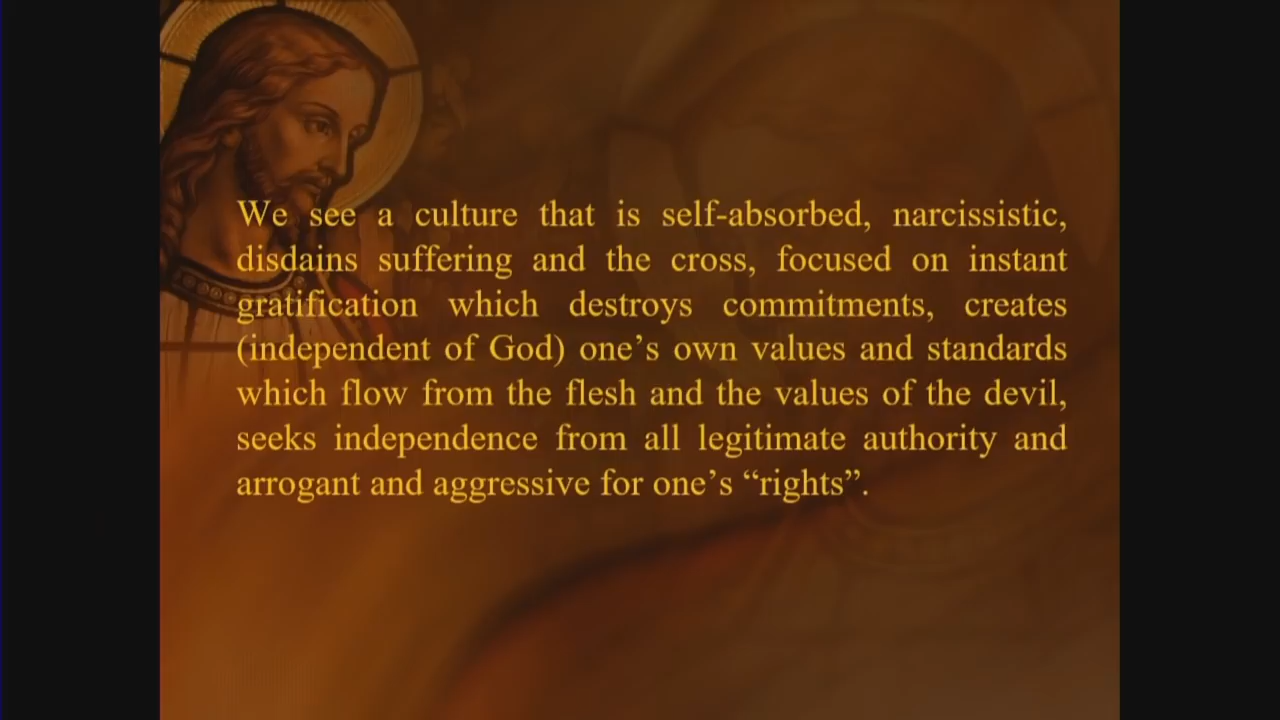 We see a culture that is self-absorbed, narcissistic,
disdains suffering and the cross, focused on instant
gratification which destroys commitments, creates
(independent of God) one’s own values and standards
which flow from the flesh and the values of the devil,
seeks independence from all legitimate authority and
arrogant and aggressive for one’s “rights”.